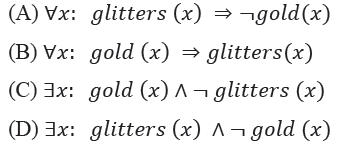 (A) ∀x: glitters (x) ⇒ ¬gold(x)
(B) ∀x: gold (x) ⇒ glitters(x)
(C) ∃x: gold (x) ∧ ¬ glitters (x)
(D) ∃x: glitters (x) ∧ ¬ gold (x)